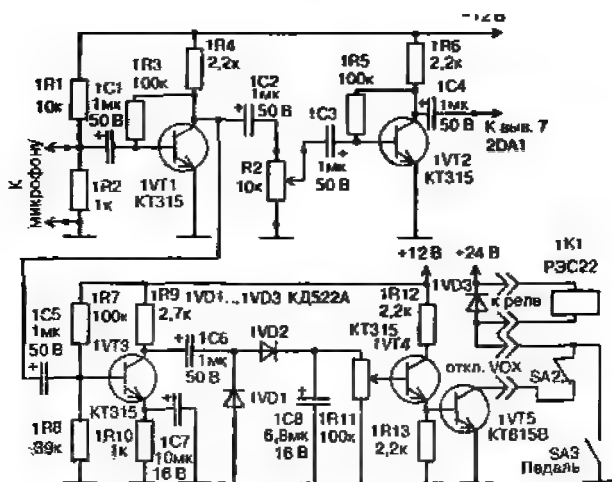 +12 В
1R4
2,2к
1R3
100к
1R1
10к
1C1
1мк
50 В
1C2
1мк
50 В
1R5
100к
1R6
2,2к
1C4
1мк
50 В
К выв. 7
2DA1
1C3
1мк
50 В
К
микрофону
1R2
1к
1VT1
КТ315
R2
10к
1VT2
КТ315
+12 В
+24 В
1K1
РЭС22
1C5
1мк
50 В
1R7
100к
1R9
2,7к
1VD1...1VD3 КД522А
1R12
2,2к
1VD3
к реле
1VT3
КТ315
1C6
1мк
50 В
1VD2
КТ315
1VT4
откл. VOX
SA2
1VD1
1R8
39к
1R10
1к
1C7
10мк
16 В
1C8
6,8мк
16 В
1R11
100к
1R13
2,2к
1VT5
КТ815В
SA3
Педаль